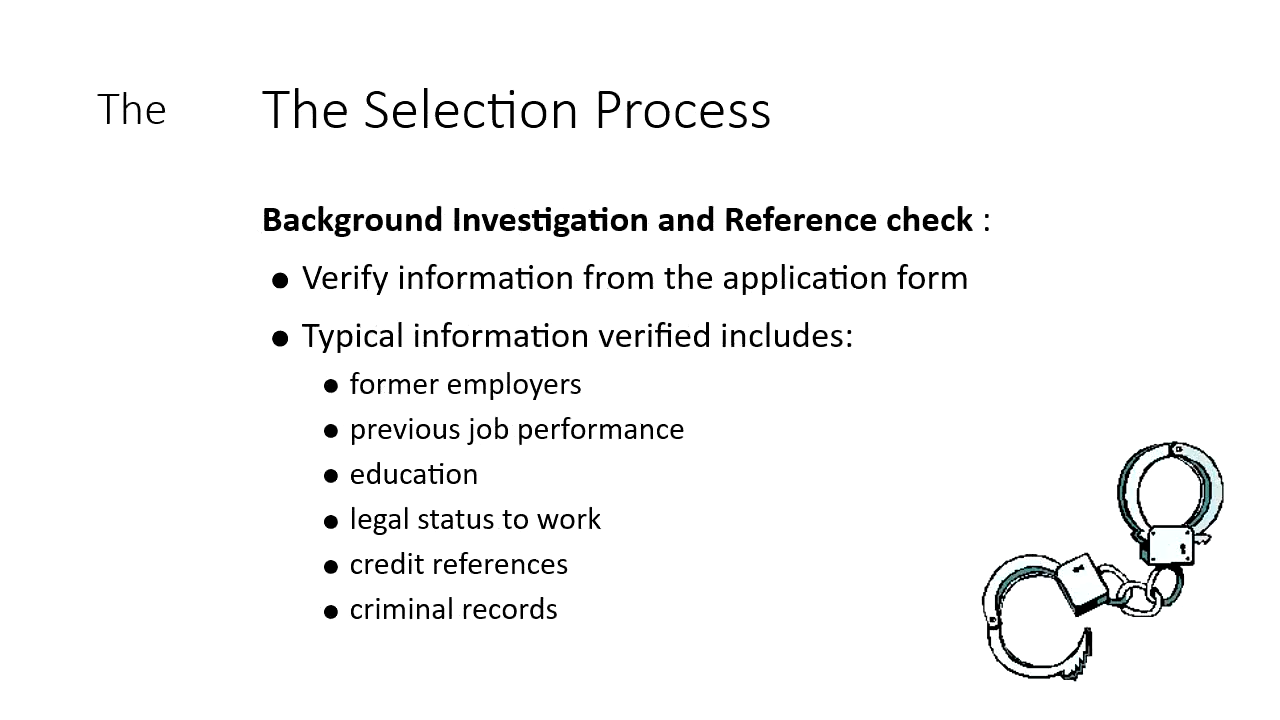 The
The Selection Process
Background Investigation and Reference check :
● Verify information from the application form
● Typical information verified includes:
● former employers
● previous job performance
● education
● legal status to work
● credit references
● criminal records